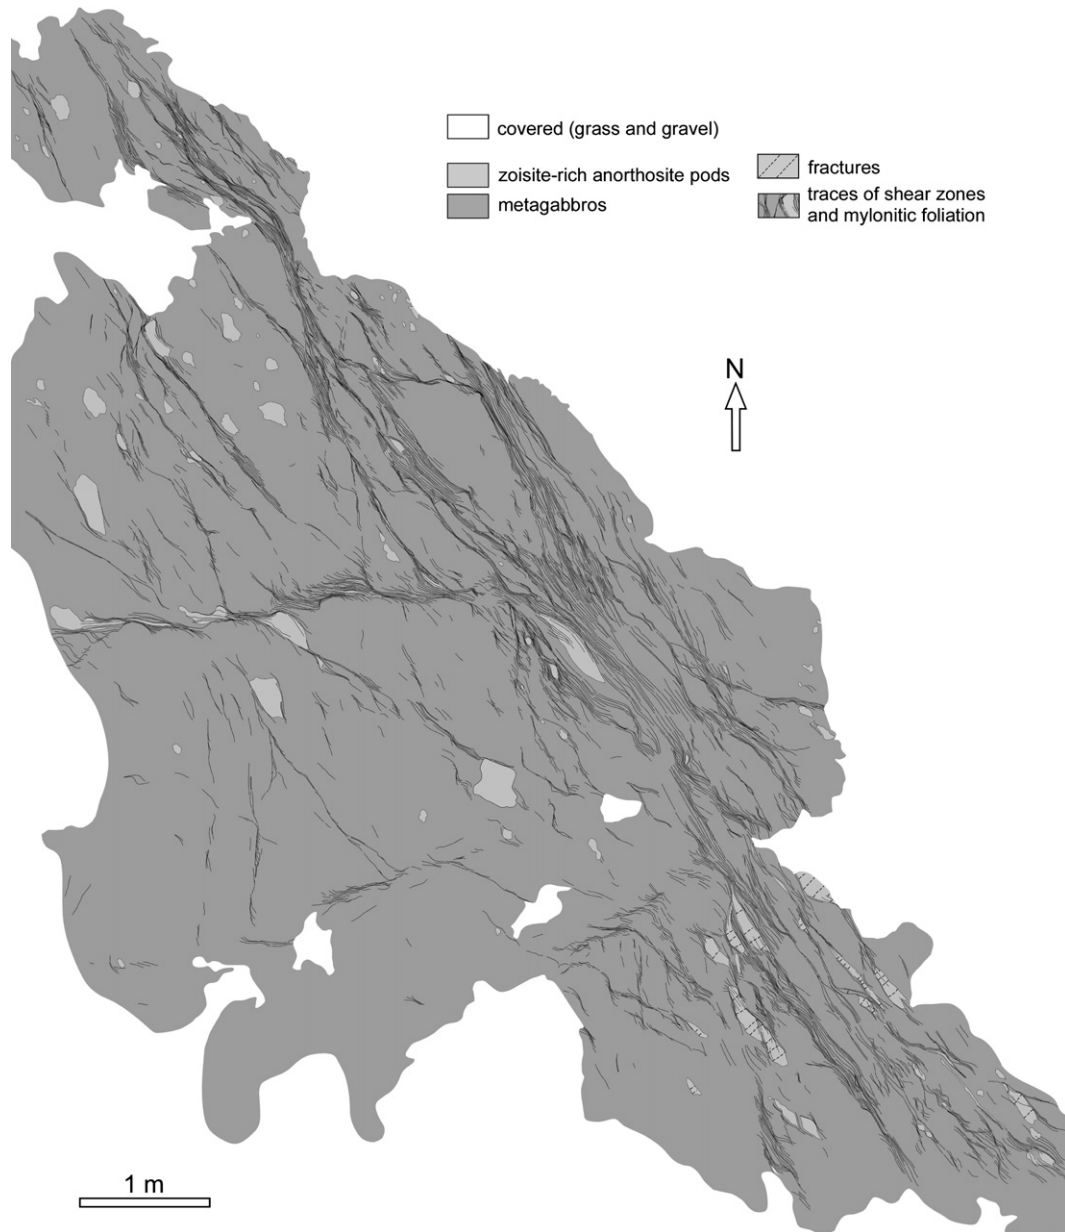 covered (grass and gravel)
zoisite-rich anorthosite pods
metagabbros
fractures
traces of shear zones
and mylonitic foliation
N
1 m